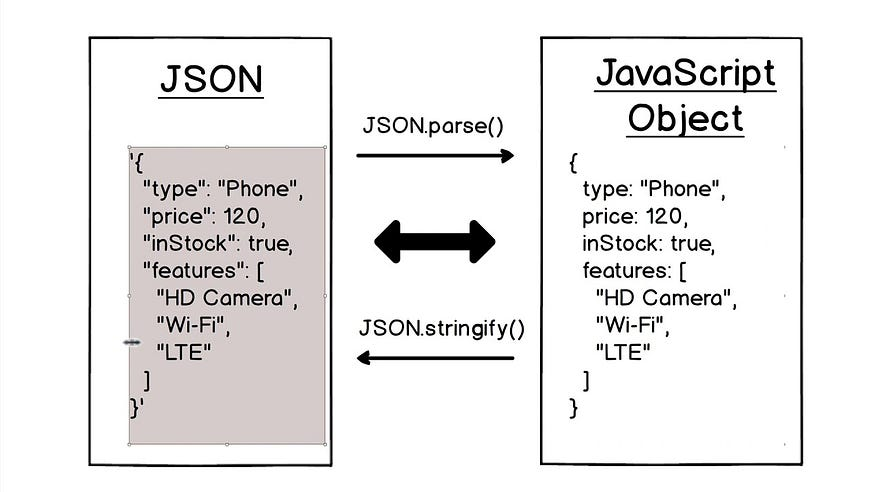 JSON
'{
"type": "Phone",
"price": 120,
"inStock": true,
"features": [
"HD Camera",
"Wi-Fi",
"LTE"
]
}'
JSON.parse()
JSON.stringify()
JavaScript
Object
{
type: "Phone",
price: 120,
inStock: true,
features: [
"HD Camera",
"Wi-Fi",
"LTE"
]
}